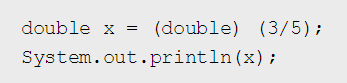 double x = (double) (3/5);
System.out.println(x);